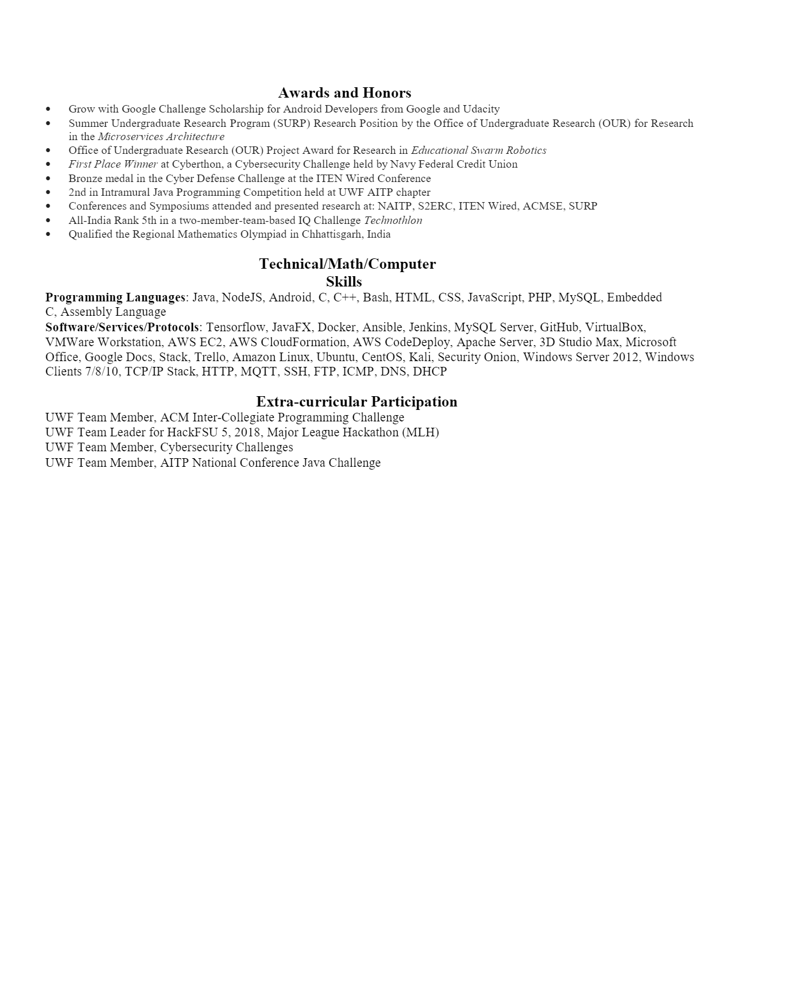 Awards and Honors
• Grow with Google Challenge Scholarship for Android Developers from Google and Udacity
• Summer Undergraduate Research Program (SURP) Research Position by the Office of Undergraduate Research (OUR) for Research
in the Microservices Architecture
• Office of Undergraduate Research (OUR) Project Award for Research in Educational Swarm Robotics
• First Place Winner at Cyberthon, a Cybersecurity Challenge held by Navy Federal Credit Union
• Bronze medal in the Cyber Defense Challenge at the ITEN Wired Conference
• 2nd in Intramural Java Programming Competition held at UWF AITP chapter
• Conferences and Symposiums attended and presented research at: NAITP, S2ERC, ITEN Wired, ACMSE, SURP
• All-India Rank 5th in a two-member-team-based IQ Challenge Technothlon
• Qualified the Regional Mathematics Olympiad in Chhattisgarh, India
Technical/Math/Computer
Skills
Programming Languages: Java, NodeJS, Android, C, C++, Bash, HTML, CSS, JavaScript, PHP, MySQL, Embedded
C, Assembly Language
Software/Services/Protocols: Tensorflow, JavaFX, Docker, Ansible, Jenkins, MySQL Server, GitHub, VirtualBox,
VMWare Workstation, AWS EC2, AWS CloudFormation, AWS CodeDeploy, Apache Server, 3D Studio Max, Microsoft
Office, Google Docs, Stack, Trello, Amazon Linux, Ubuntu, CentOS, Kali, Security Onion, Windows Server 2012, Windows
Clients 7/8/10, TCP/IP Stack, HTTP, MQTT, SSH, FTP, ICMP, DNS, DHCP
Extra-curricular Participation
UWF Team Member, ACM Inter-Collegiate Programming Challenge
UWF Team Leader for HackFSU 5, 2018, Major League Hackathon (MLH)
UWF Team Member, Cybersecurity Challenges
UWF Team Member, AITP National Conference Java Challenge